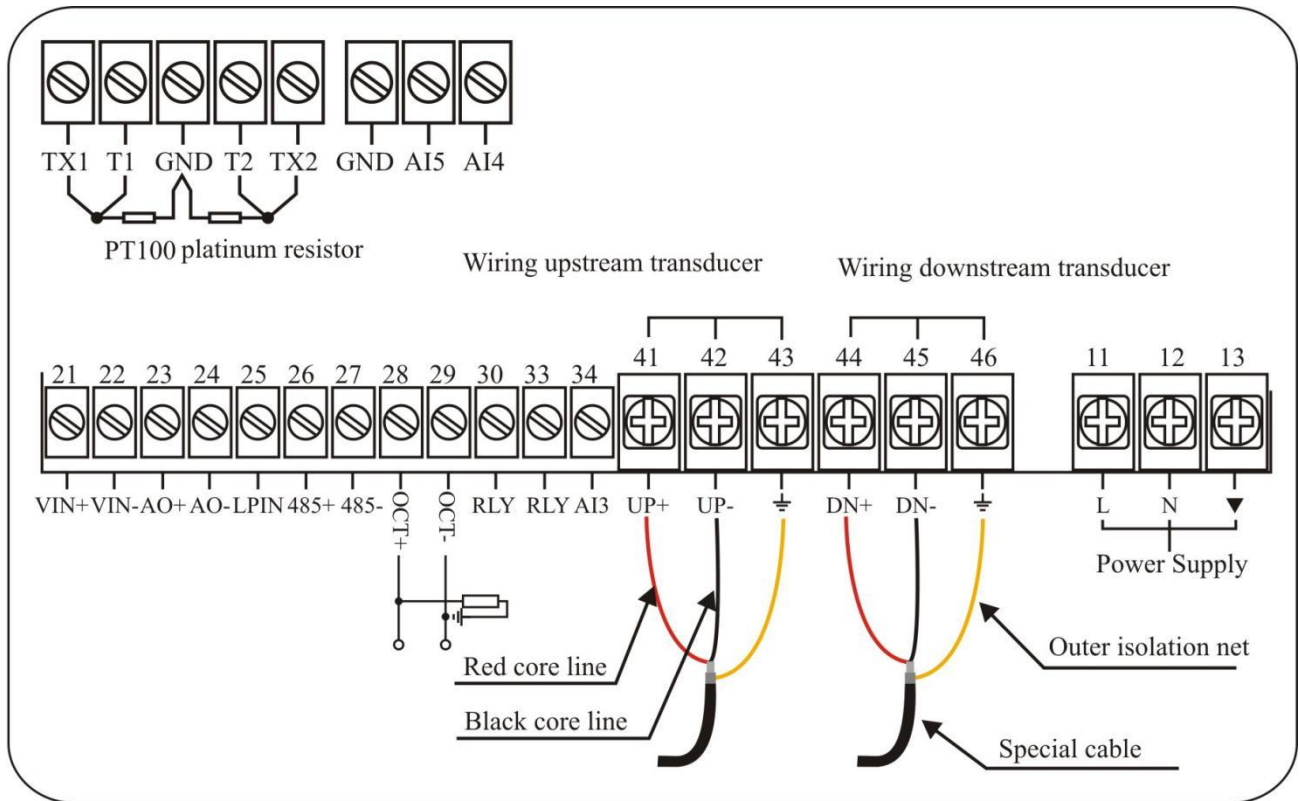 TX1 T1 GND T2 TX2 GND AI5 AI4
PT100 platinum resistor
Wiring upstream transducer
Wiring downstream transducer
21 22 23 24 25 26 27 28 29 30 33 34 41 42 43 44 45 46 11 12 13
VIN+ VIN- AO+ AO- LPIN 485+ 485- OCT+ OCT- RLY RLY AI3 UP+ UP- DN+ DN- L N
Power Supply
Red core line
Black core line
Outer isolation net
Special cable